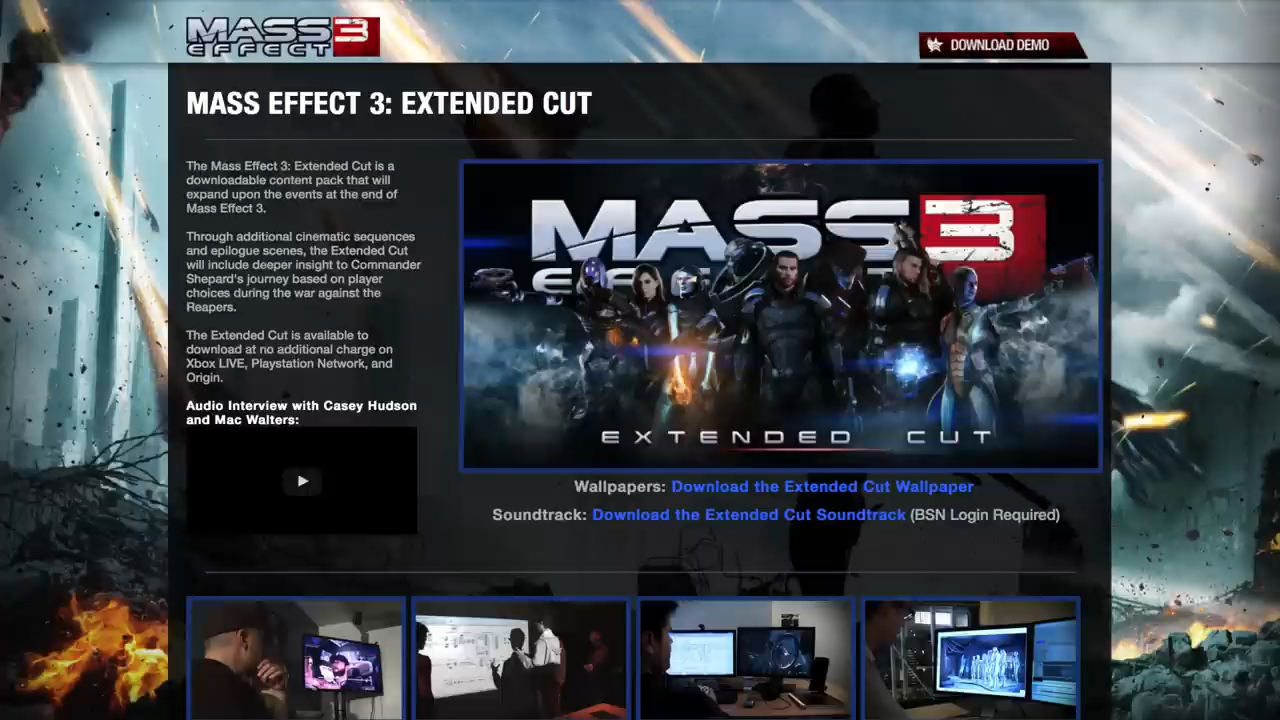 MASS 3
EFFECT
DOWNLOAD DEMO
MASS EFFECT 3: EXTENDED CUT
The Mass Effect 3: Extended Cut is a
downloadable content pack that will
expand upon the events at the end of
Mass Effect 3.
Through additional cinematic sequences
and epilogue scenes, the Extended Cut
will include deeper insight to Commander
Shepard's journey based on player
choices during the war against the
Reapers.
The Extended Cut is available to
download at no additional charge on
Xbox LIVE, Playstation Network, and
Origin.
Audio Interview with Casey Hudson
and Mac Walters:
MASS 3
EXTENDED CUT
Wallpapers: Download the Extended Cut Wallpaper
Soundtrack: Download the Extended Cut Soundtrack (BSN Login Required)